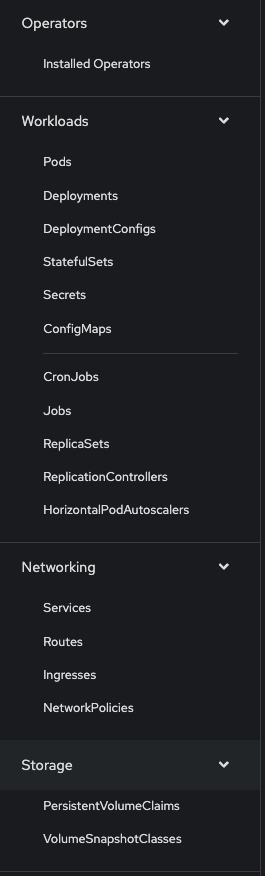 Operators
Installed Operators
Workloads
Pods
Deployments
DeploymentConfigs
StatefulSets
Secrets
ConfigMaps
CronJobs
Jobs
ReplicaSets
ReplicationControllers
HorizontalPodAutoscalers
Networking
Services
Routes
Ingresses
NetworkPolicies
Storage
PersistentVolumeClaims
VolumeSnapshotClasses